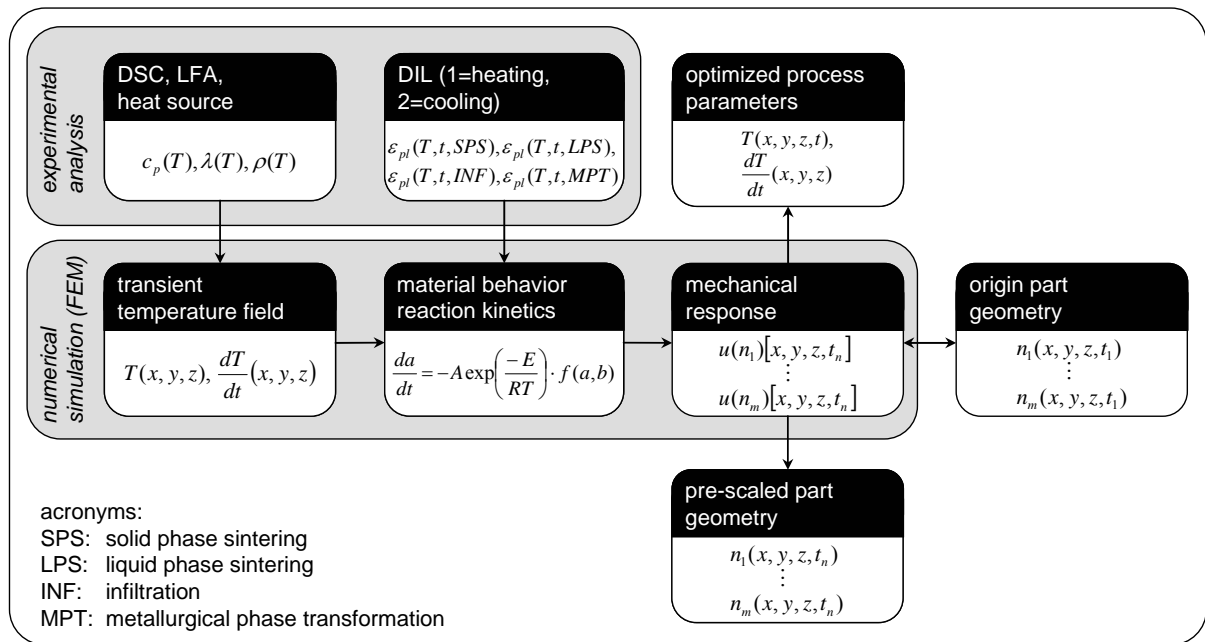 experimental
analysis
DSC, LFA,
heat source
c_p(T), λ(T), ρ(T)
DIL (1=heating,
2=cooling)
ε_pl(T,t,SPS), ε_pl(T,t,LPS),
ε_pl(T,t,INF), ε_pl(T,t,MPT)
optimized process
parameters
T(x, y, z,t),
dT/dt (x, y, z)
numerical
simulation (FEM)
transient
temperature field
T(x, y, z), dT/dt (x, y, z)
material behavior
reaction kinetics
da/dt = -A exp(-E/RT) · f(a,b)
mechanical
response
u(n_1)[x, y, z, t_n]
⋮
u(n_m)[x, y, z, t_n]
origin part
geometry
n_1(x, y, z, t_1)
⋮
n_m(x, y, z, t_1)
pre-scaled part
geometry
n_1(x, y, z, t_n)
⋮
n_m(x, y, z, t_n)
acronyms:
SPS: solid phase sintering
LPS: liquid phase sintering
INF: infiltration
MPT: metallurgical phase transformation